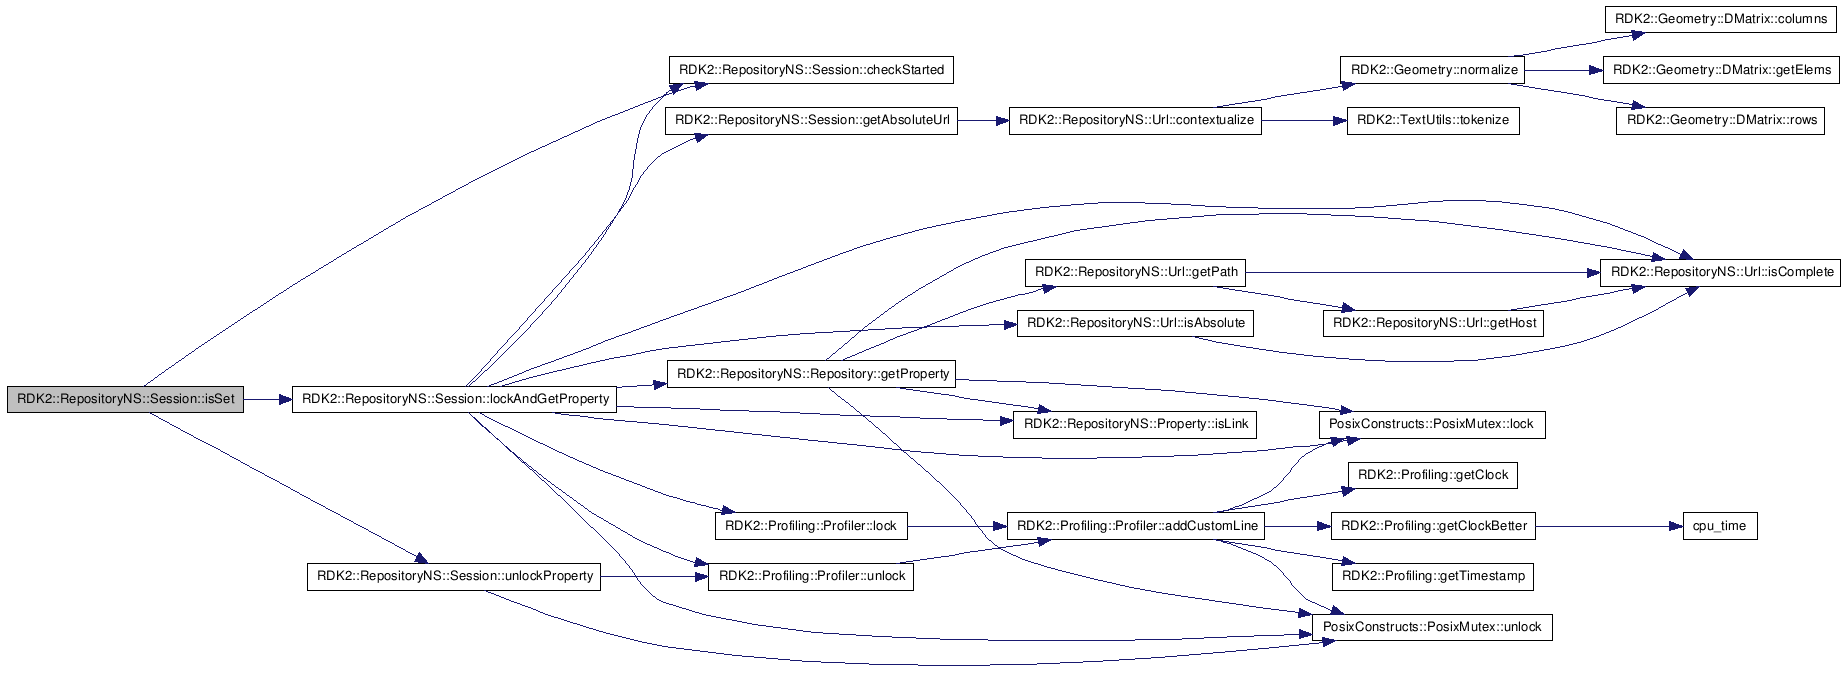 RDK2::RepositoryNS::Session::isSet
RDK2::RepositoryNS::Session::lockAndGetProperty
RDK2::RepositoryNS::Session::unlockProperty
RDK2::RepositoryNS::Session::checkStarted
RDK2::RepositoryNS::Session::getAbsoluteUrl
RDK2::RepositoryNS::Repository::getProperty
RDK2::Profiling::Profiler::lock
RDK2::Profiling::Profiler::unlock
RDK2::RepositoryNS::Url::contextualize
RDK2::RepositoryNS::Url::getPath
RDK2::RepositoryNS::Url::isAbsolute
RDK2::RepositoryNS::Property::isLink
RDK2::Profiling::Profiler::addCustomLine
RDK2::Geometry::normalize
RDK2::TextUtils::tokenize
RDK2::RepositoryNS::Url::getHost
PosixConstructs::PosixMutex::lock
RDK2::Profiling::getClock
RDK2::Profiling::getClockBetter
RDK2::Profiling::getTimestamp
PosixConstructs::PosixMutex::unlock
RDK2::Geometry::DMatrix::columns
RDK2::Geometry::DMatrix::getElems
RDK2::Geometry::DMatrix::rows
RDK2::RepositoryNS::Url::isComplete
cpu_time